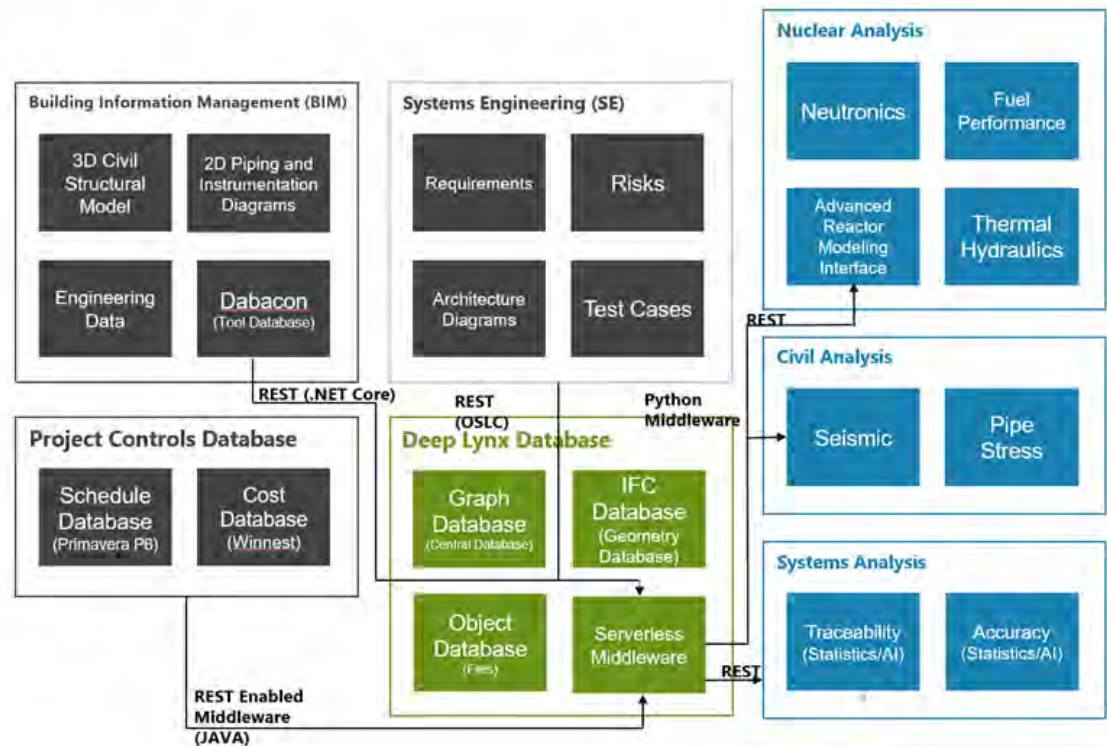 Building Information Management (BIM)
3D Civil
Structural
Model
2D Piping and
Instrumentation
Diagrams
Engineering
Data
Dabacon
(Tool Database)
Systems Engineering (SE)
Requirements
Risks
Architecture
Diagrams
Test Cases
Nuclear Analysis
Neutronics
Fuel
Performance
Advanced
Reactor
Modeling
Interface
Thermal
Hydraulics
REST
REST (.NET Core)
REST
(OSLC)
Python
Middleware
Project Controls Database
Schedule
Database
(Primavera P6)
Cost
Database
(Winnest)
Deep Lynx Database
Graph
Database
(Central Database)
IFC
Database
(Geometry
Database)
Object
Database
(Files)
Serverless
Middleware
Civil Analysis
Seismic
Pipe
Stress
Systems Analysis
Traceability
(Statistics/AI)
Accuracy
(Statistics/AI)
REST
REST Enabled
Middleware
(JAVA)